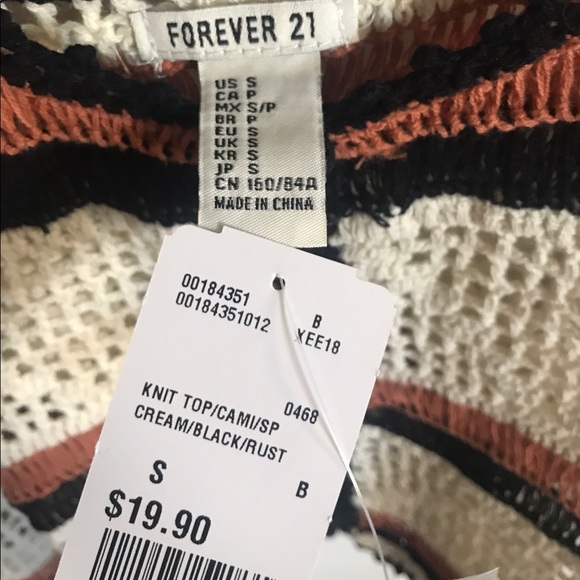 FOREVER 21
US S
CA P
MX S/P
BR P
EU S
UK S
KR S
JP S
CN 160/84A
MADE IN CHINA
00184351 B
00184351012 XEE18
KNIT TOP/CAMI/SP 0468
CREAM/BLACK/RUST
S B
$19.90